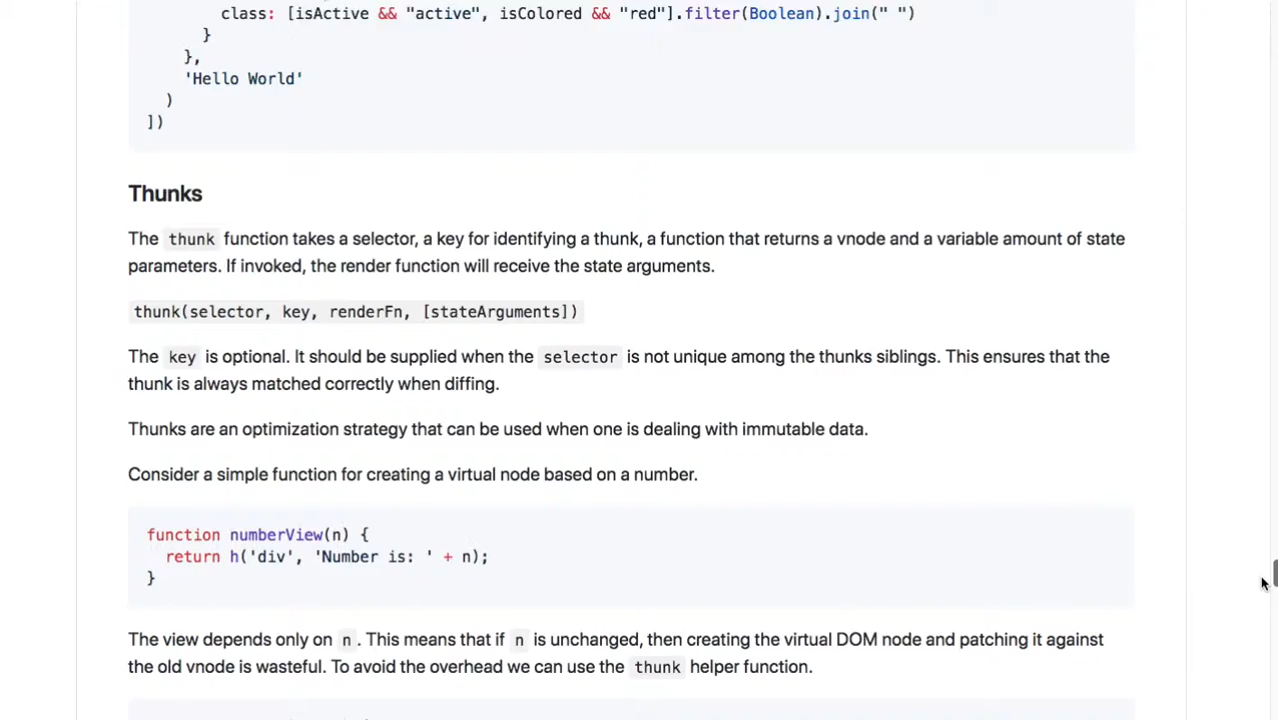 class: [isActive && "active", isColored && "red"].filter(Boolean).join(" ")
}
},
'Hello World'
)
])
Thunks
The thunk function takes a selector, a key for identifying a thunk, a function that returns a vnode and a variable amount of state
parameters. If invoked, the render function will receive the state arguments.
thunk(selector, key, renderFn, [stateArguments])
The key is optional. It should be supplied when the selector is not unique among the thunks siblings. This ensures that the
thunk is always matched correctly when diffing.
Thunks are an optimization strategy that can be used when one is dealing with immutable data.
Consider a simple function for creating a virtual node based on a number.
function numberView(n) {
return h('div', 'Number is: ' + n);
}
The view depends only on n. This means that if n is unchanged, then creating the virtual DOM node and patching it against
the old vnode is wasteful. To avoid the overhead we can use the thunk helper function.